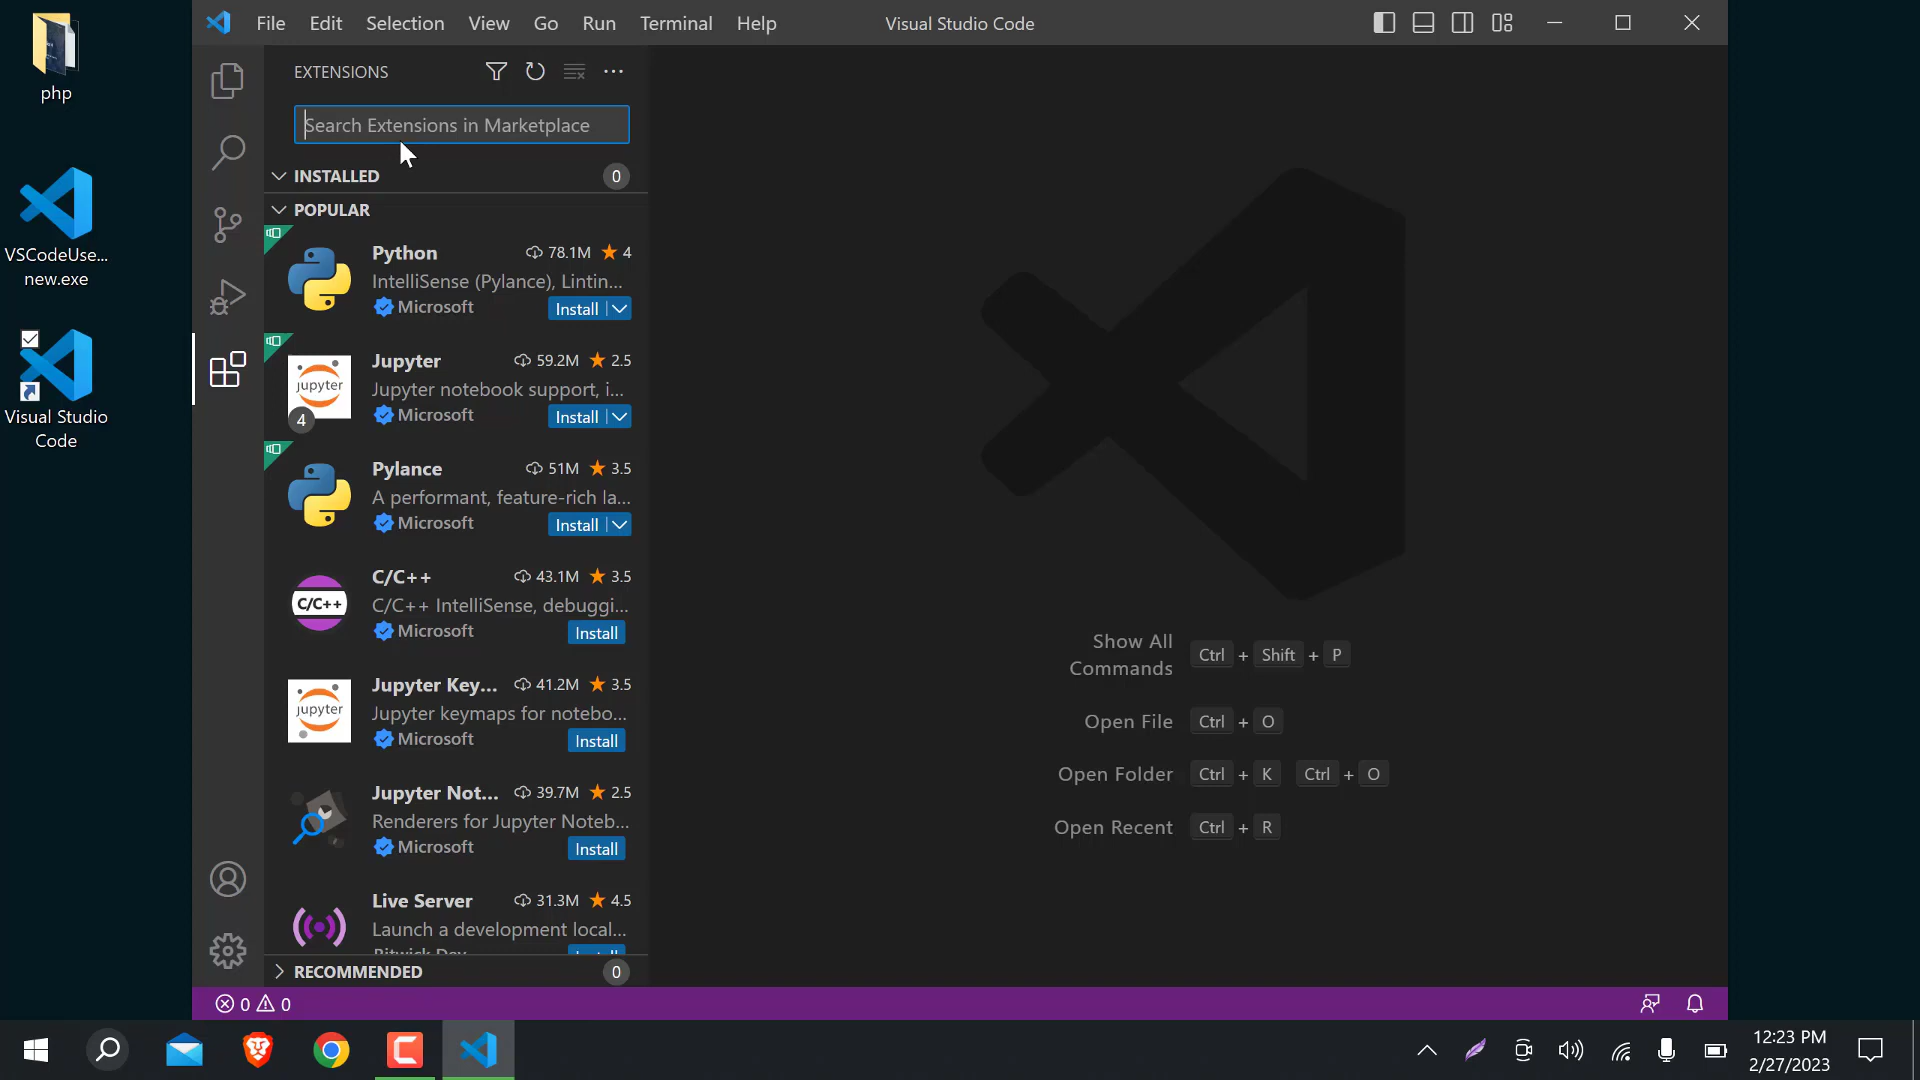 php
VSCodeUse...
new.exe
Visual Studio
Code
File Edit Selection View Go Run Terminal Help
Visual Studio Code
EXTENSIONS
Search Extensions in Marketplace
INSTALLED 0
POPULAR
Python 78.1M 4
IntelliSense (Pylance), Lintin...
Microsoft Install
Jupyter 59.2M 2.5
Jupyter notebook support, i...
Microsoft Install
jupyter
4
Pylance 51M 3.5
A performant, feature-rich la...
Microsoft Install
C/C++ 43.1M 3.5
C/C++ IntelliSense, debuggi...
Microsoft Install
C/C++
Jupyter Key... 41.2M 3.5
Jupyter keymaps for notebo...
Microsoft Install
jupyter
Jupyter Not... 39.7M 2.5
Renderers for Jupyter Noteb...
Microsoft Install
Live Server 31.3M 4.5
Launch a development local...
Ritwick Dey Install
RECOMMENDED 0
Show All
Commands Ctrl + Shift + P
Open File Ctrl + O
Open Folder Ctrl + K Ctrl + O
Open Recent Ctrl + R
0 0
12:23 PM
2/27/2023